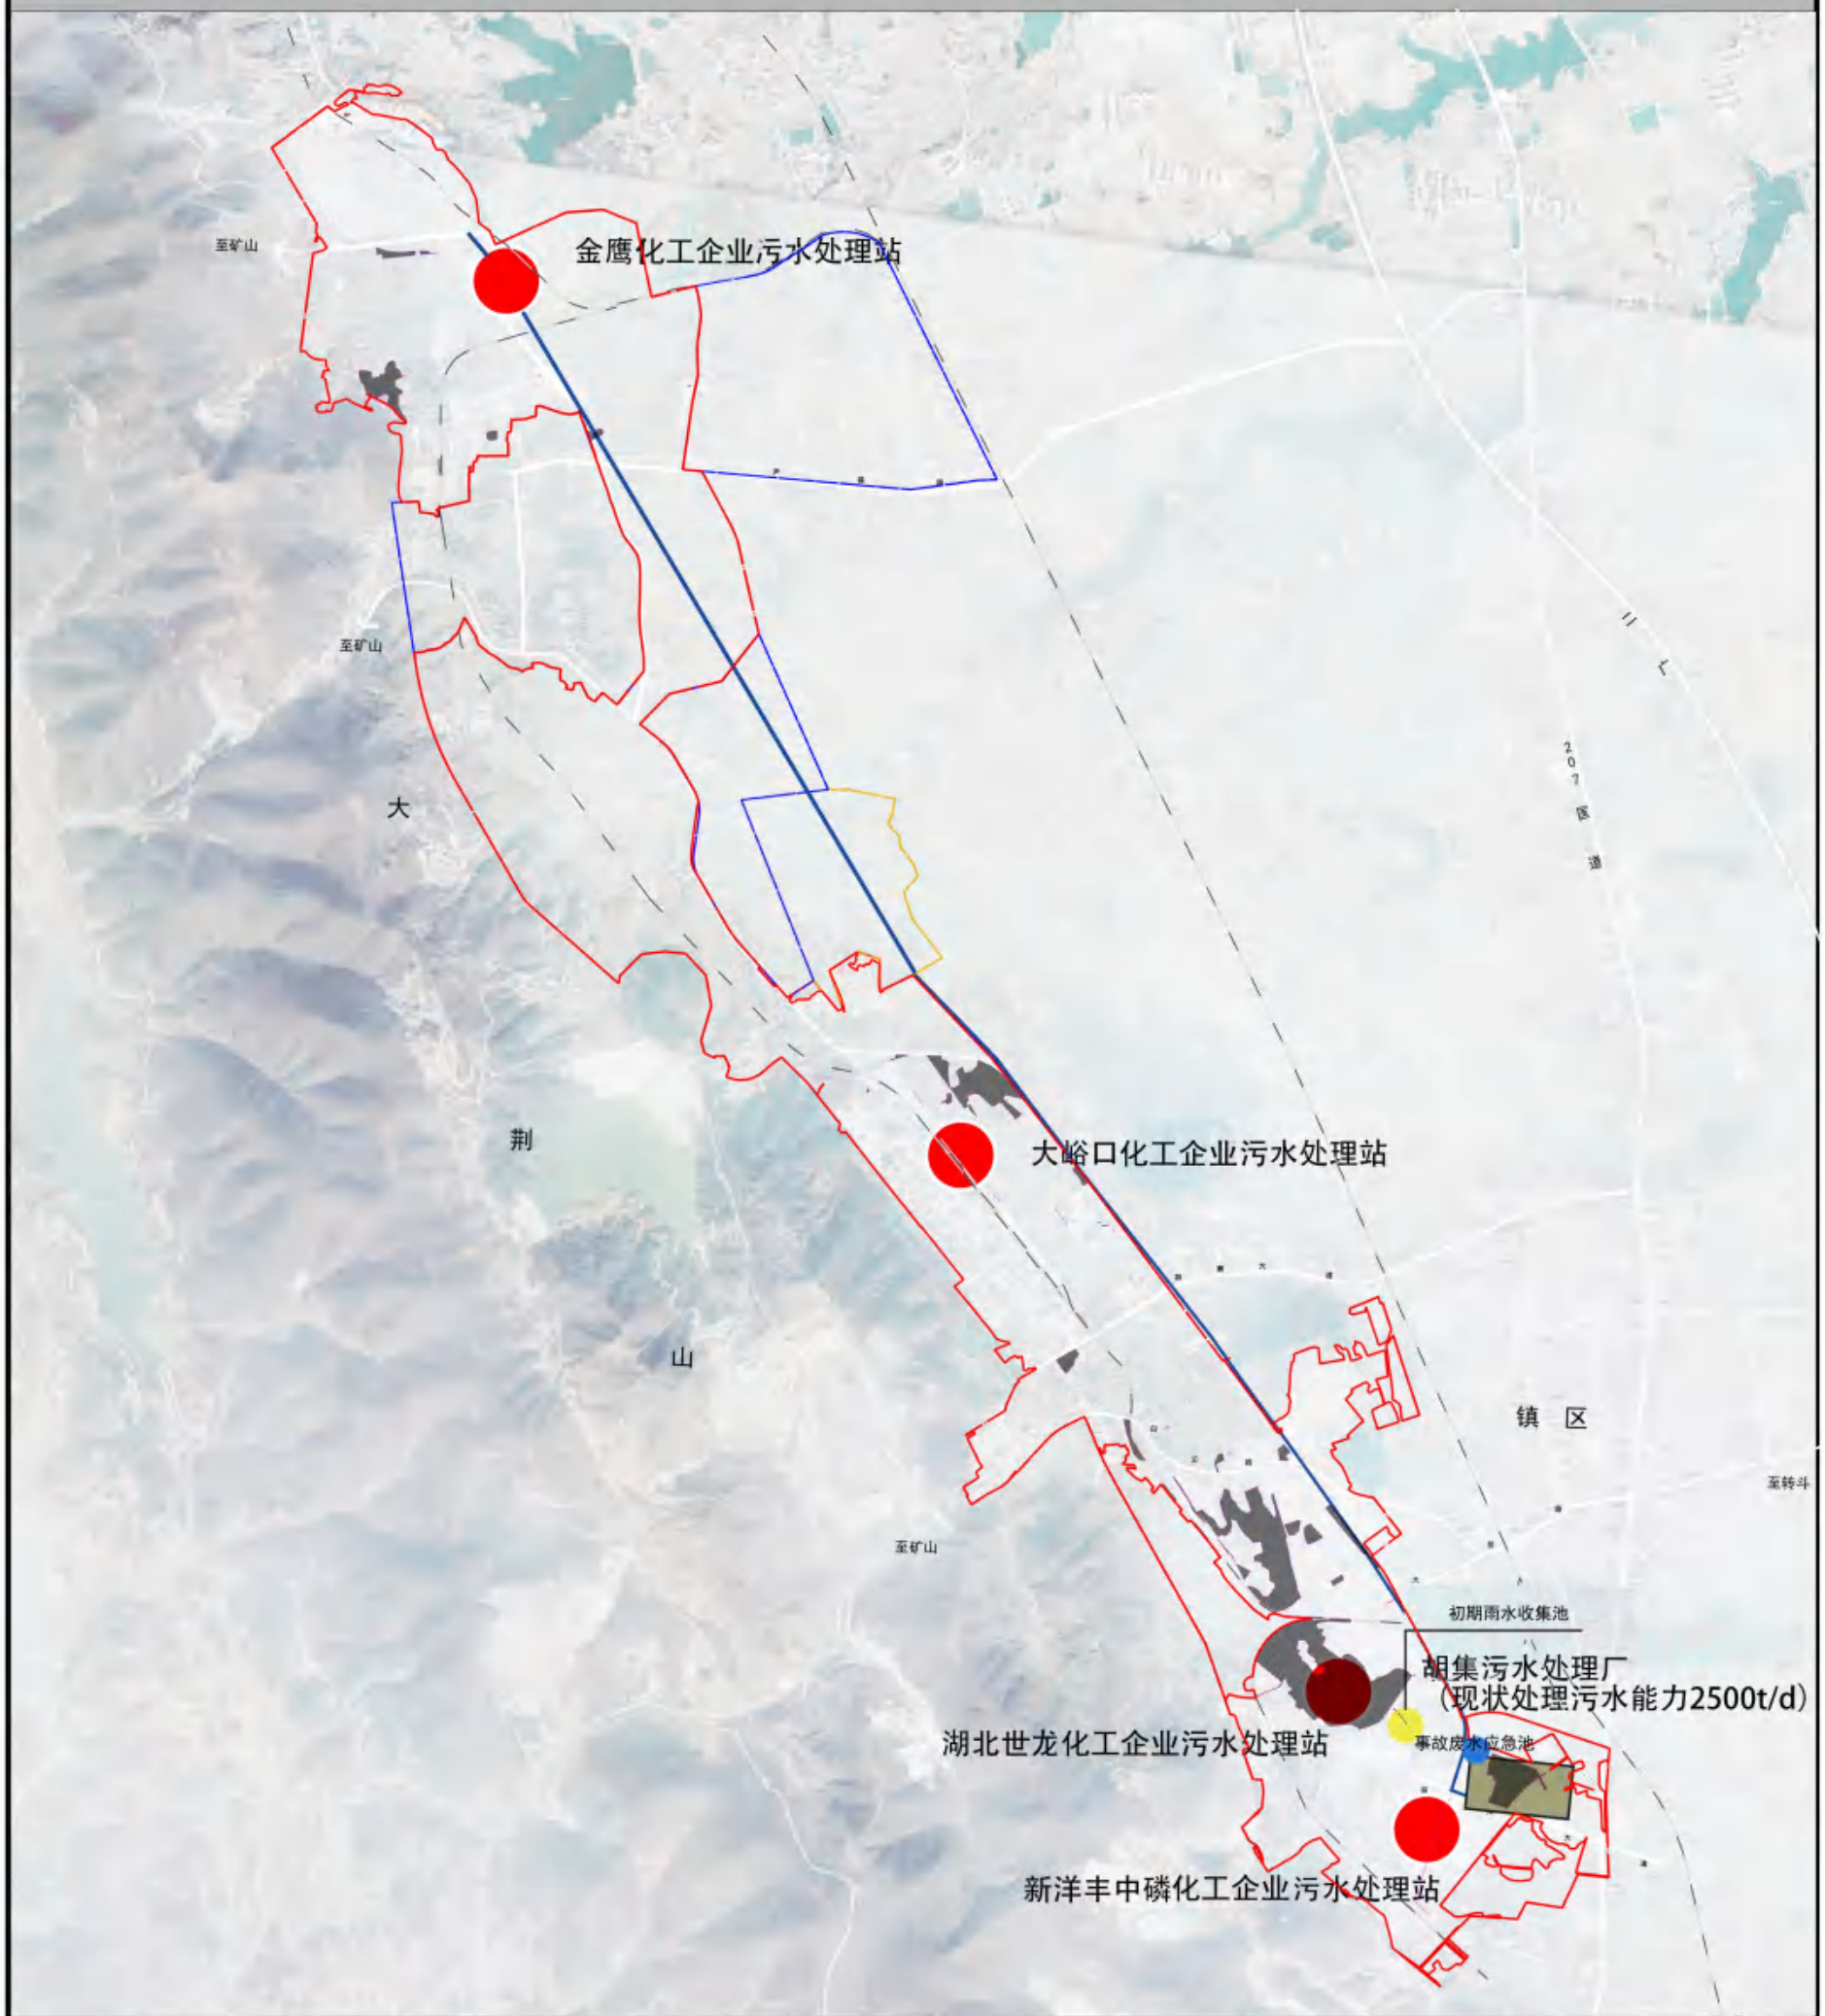 至矿山
金鹰化工企业污水处理站
至矿山
大
荆
山
207
道
大峪口化工企业污水处理站
大
镇 区
至转斗
至矿山
初期雨水收集池
胡集污水处理厂
（现状处理污水能力2500t/d）
湖北世龙化工企业污水处理站
事故废水应急池
新洋丰中磷化工企业污水处理站